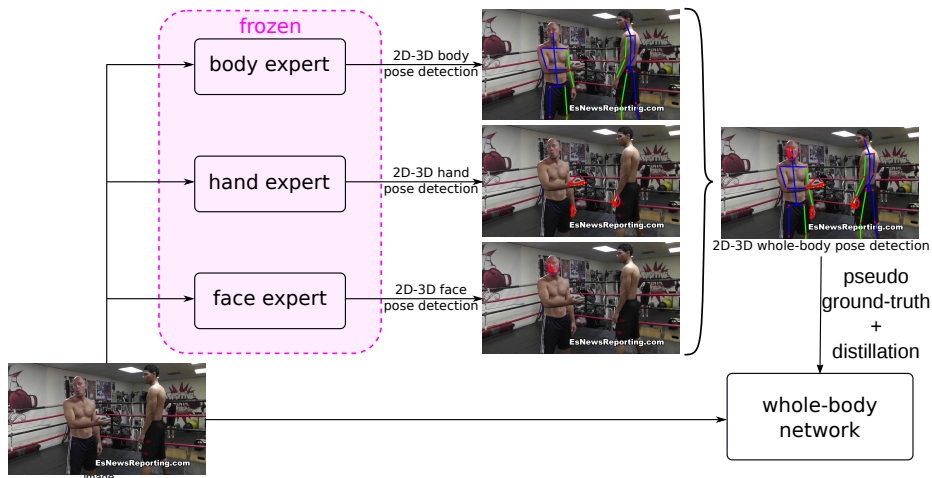 frozen
body expert
2D-3D body
pose detection
EsNewsReporting.com
hand expert
2D-3D hand
pose detection
EsNewsReporting.com
EsNewsReporting.com
2D-3D whole-body pose detection
face expert
2D-3D face
pose detection
EsNewsReporting.com
pseudo
ground-truth
+
distillation
whole-body
network
EsNewsReporting.com
image